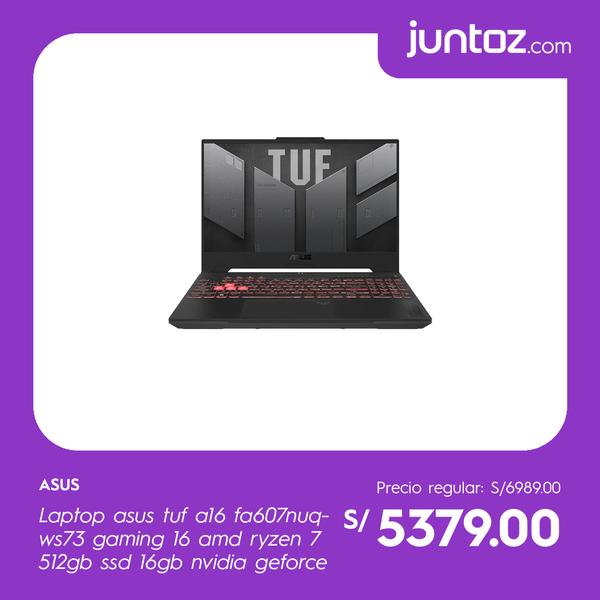 juntoz.com
TUF
ASUS
ASUS
Laptop asus tuf a16 fa607nuq-
ws73 gaming 16 amd ryzen 7
512gb ssd 16gb nvidia geforce
Precio regular: S/6989.00
S/ 5379.00